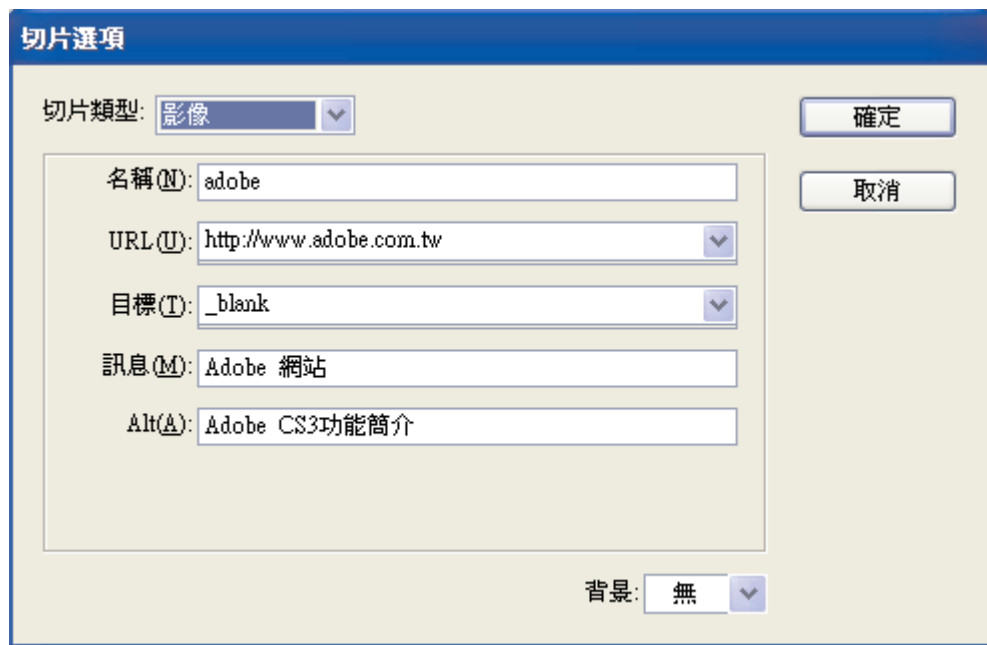 切片選項
切片類型: 影像
確定
名稱(N): adobe
取消
URL(U): http://www.adobe.com.tw
目標(T): _blank
訊息(M): Adobe 網站
Alt(A): Adobe CS3功能簡介
背景: 無